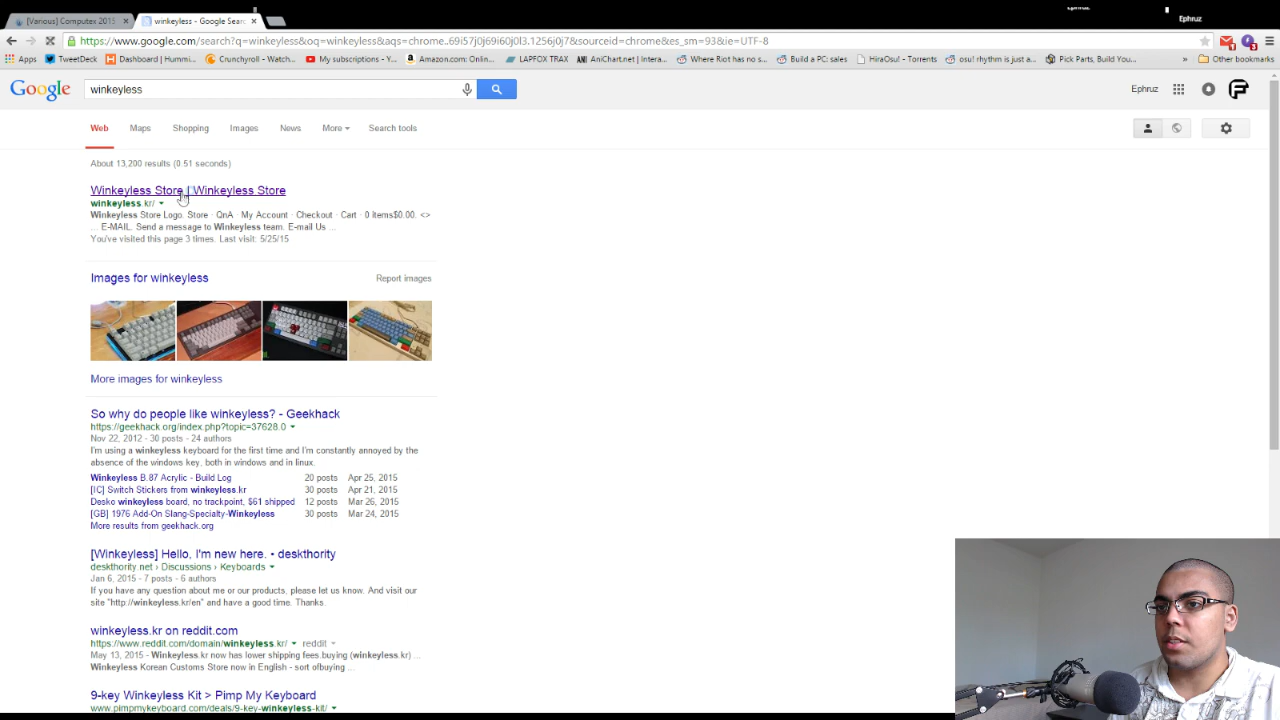 [Various] Computex 2015
winkeyless - Google Sear
Ephruz
https://www.google.com/search?q=winkeyless&oq=winkeyless&aqs=chrome..69i57j0j69i60j0l3.1256j0j7&sourceid=chrome&es_sm=93&ie=UTF-8
Apps
TweetDeck
Dashboard | Hummi...
Crunchyroll - Watch...
My subscriptions - Y...
Amazon.com: Onlin...
LAPFOX TRAX
AniChart.net | Intera...
Where Riot has no s...
Build a PC: sales
HiraOsu! - Torrents
osu! rhythm is just a...
Pick Parts, Build You...
» Other bookmarks
Google
winkeyless
Ephruz
Web Maps Shopping Images News More Search tools
About 13,200 results (0.51 seconds)
Winkeyless Store | Winkeyless Store
winkeyless.kr/
Winkeyless Store Logo. Store · QnA · My Account · Checkout · Cart · 0 items$0.00. <>
... E-MAIL. Send a message to Winkeyless team. E-mail Us ...
You've visited this page 3 times. Last visit: 5/25/15
Images for winkeyless
Report images
More images for winkeyless
So why do people like winkeyless? - Geekhack
https://geekhack.org/index.php?topic=37628.0
Nov 22, 2012 - 30 posts - 24 authors
I'm using a winkeyless keyboard for the first time and I'm constantly annoyed by the
absence of the windows key, both in windows and in linux.
Winkeyless B.87 Acrylic - Build Log 20 posts Apr 25, 2015
[IC] Switch Stickers from winkeyless.kr 30 posts Apr 21, 2015
Desko winkeyless board, no trackpoint, $61 shipped 12 posts Mar 26, 2015
[GB] 1976 Add-On Slang-Specialty-Winkeyless 30 posts Mar 24, 2015
More results from geekhack.org
[Winkeyless] Hello, I'm new here. • deskthority
deskthority.net › Discussions › Keyboards
Jan 6, 2015 - 7 posts - 6 authors
If you have any question about me or our products, please let us know. And visit our
site "http://winkeyless.kr/en" and have a good time. Thanks.
winkeyless.kr on reddit.com
https://www.reddit.com/domain/winkeyless.kr/ reddit
May 13, 2015 - Winkeyless.kr now has lower shipping fees.buying (winkeyless.kr) ...
Winkeyless Korean Customs Store now in English - sort ofbuying ...
9-key Winkeyless Kit > Pimp My Keyboard
www.pimpmykeyboard.com/deals/9-key-winkeyless-kit/